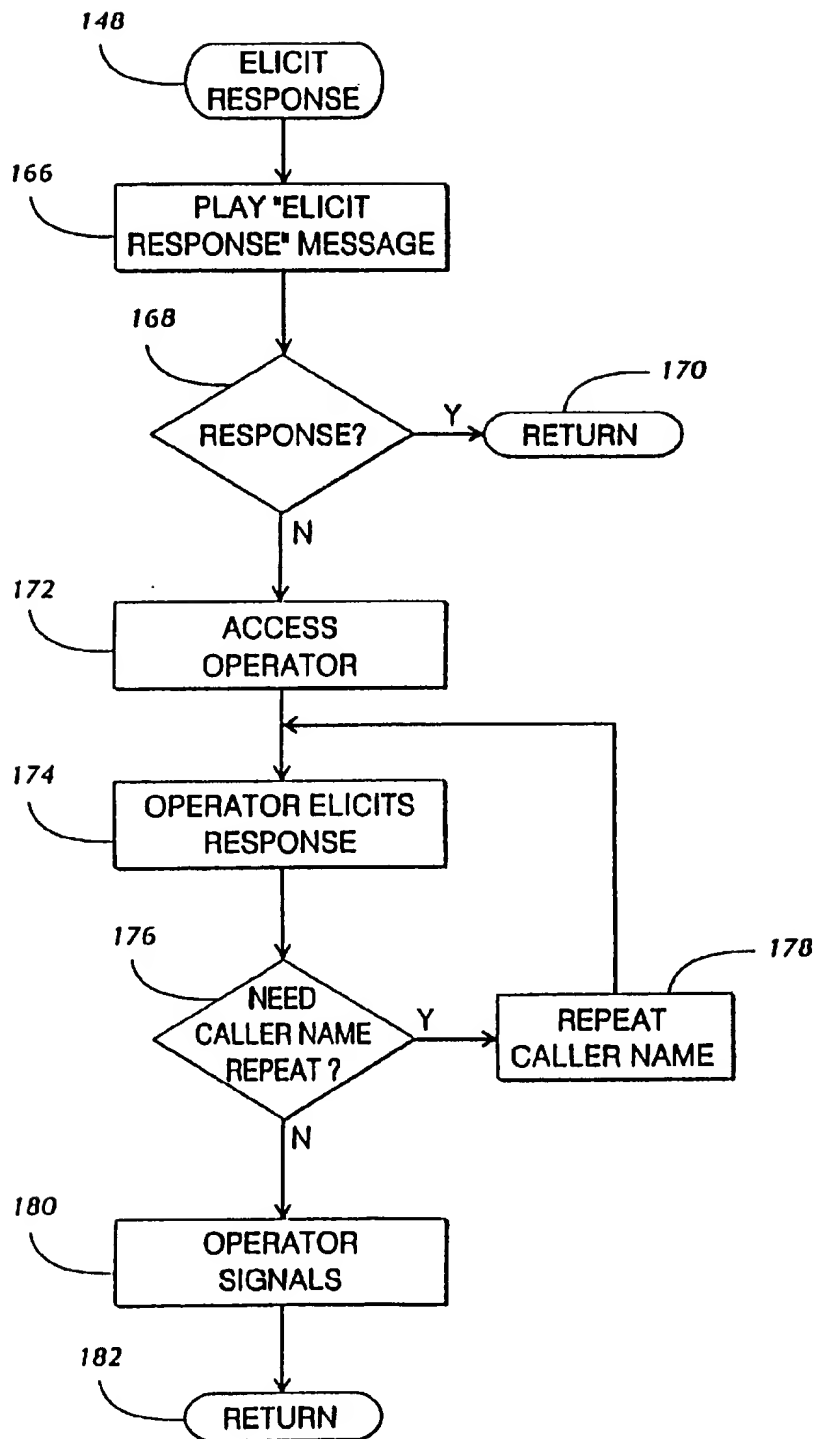 148
ELICIT
RESPONSE
166
PLAY "ELICIT
RESPONSE" MESSAGE
168
RESPONSE?
Y
170
RETURN
N
172
ACCESS
OPERATOR
174
OPERATOR ELICITS
RESPONSE
176
NEED
CALLER NAME
REPEAT ?
Y
178
REPEAT
CALLER NAME
N
180
OPERATOR
SIGNALS
182
RETURN